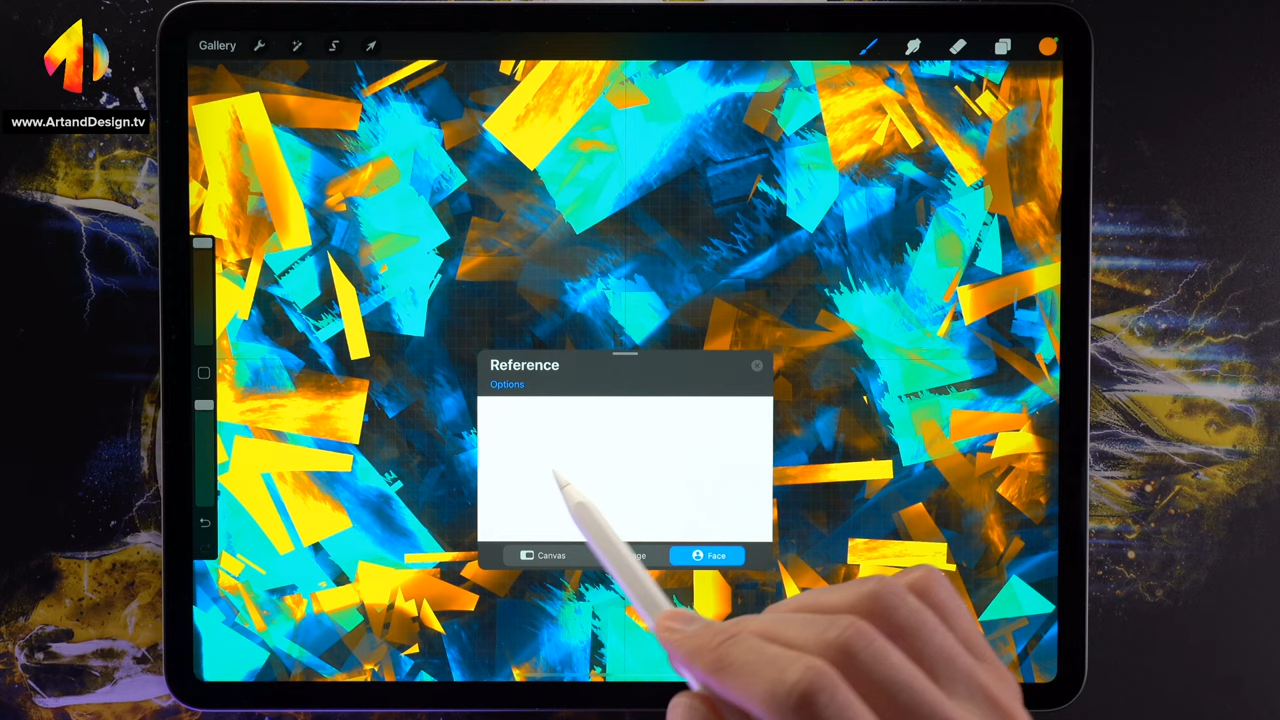 www.ArtandDesign.tv
Gallery
Reference
Options
Canvas
Face